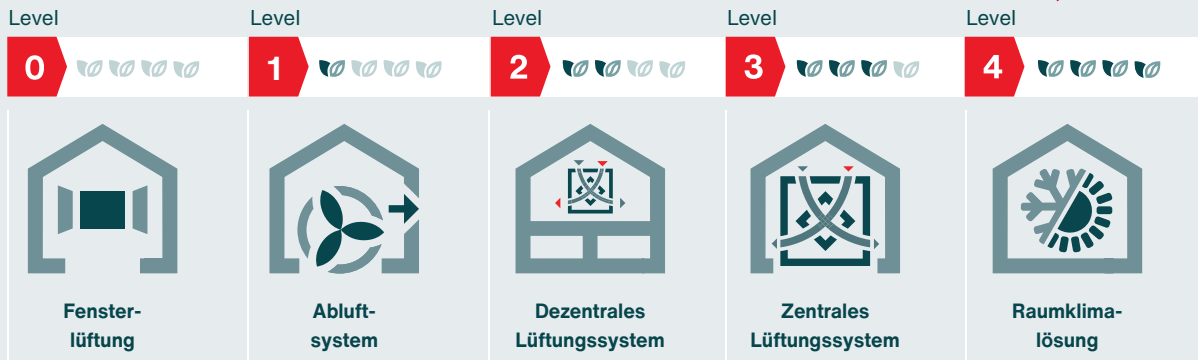 Level
0
Fenster-
lüftung
Level
1
Abluft-
system
Level
2
Dezentrales
Lüftungssystem
Level
3
Zentrales
Lüftungssystem
Level
4
Raumklima-
lösung